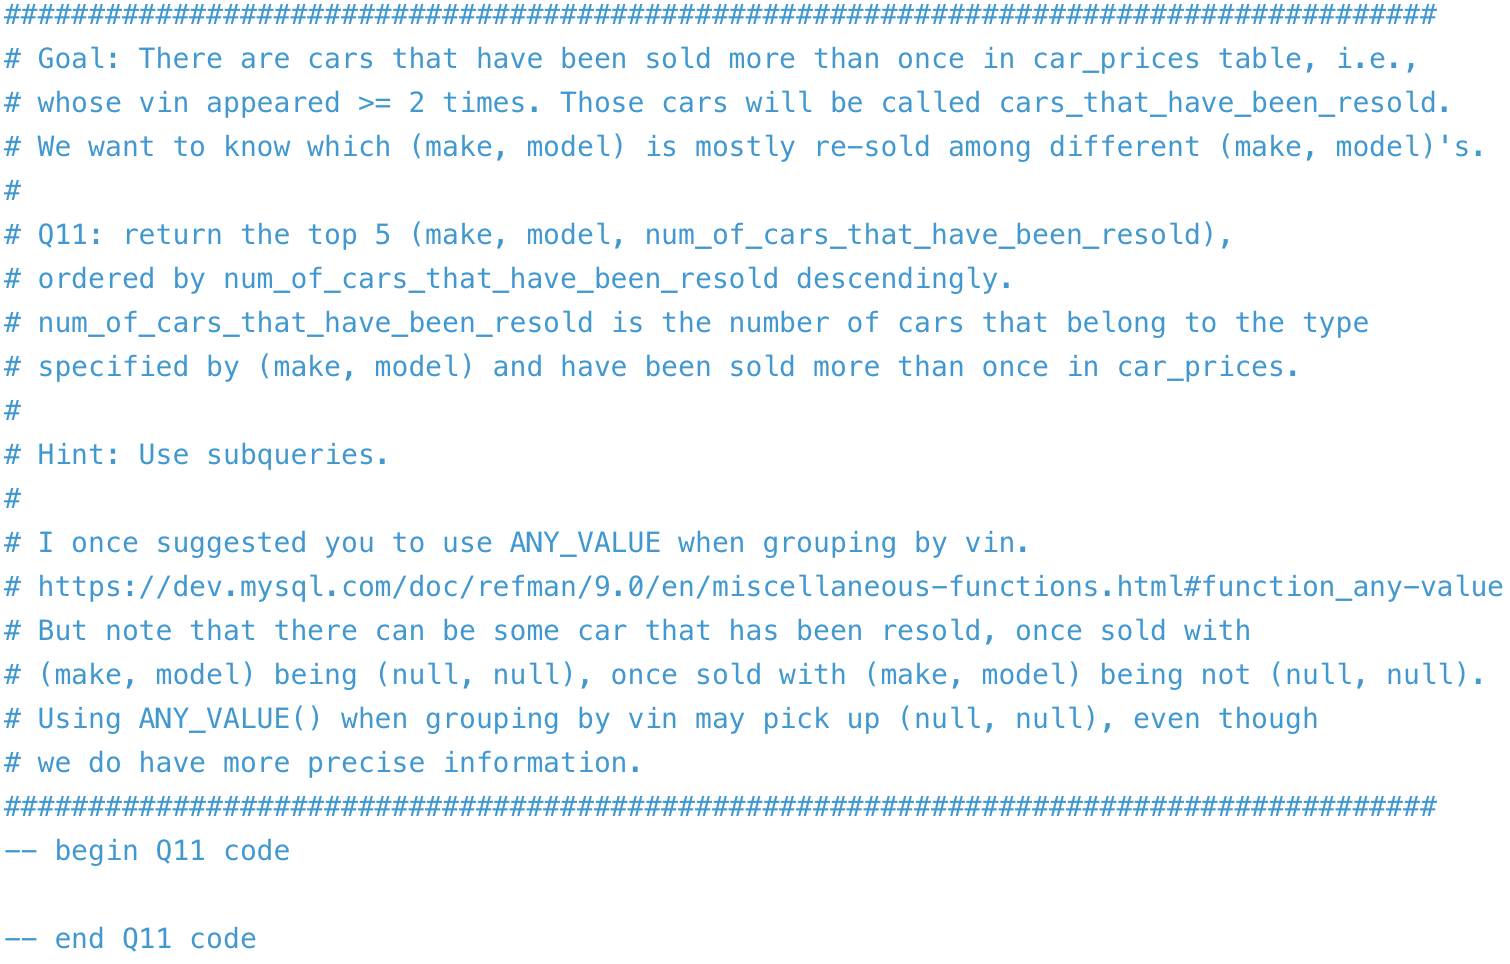 #####################################################################################
# Goal: There are cars that have been sold more than once in car_prices table, i.e.,
# whose vin appeared >= 2 times. Those cars will be called cars_that_have_been_resold.
# We want to know which (make, model) is mostly re-sold among different (make, model)'s.
#
# Q11: return the top 5 (make, model, num_of_cars_that_have_been_resold),
# ordered by num_of_cars_that_have_been_resold descendingly.
# num_of_cars_that_have_been_resold is the number of cars that belong to the type
# specified by (make, model) and have been sold more than once in car_prices.
#
# Hint: Use subqueries.
#
# I once suggested you to use ANY_VALUE when grouping by vin.
# https://dev.mysql.com/doc/refman/9.0/en/miscellaneous-functions.html#function_any-value
# But note that there can be some car that has been resold, once sold with
# (make, model) being (null, null), once sold with (make, model) being not (null, null).
# Using ANY_VALUE() when grouping by vin may pick up (null, null), even though
# we do have more precise information.
#####################################################################################
-- begin Q11 code
-- end Q11 code